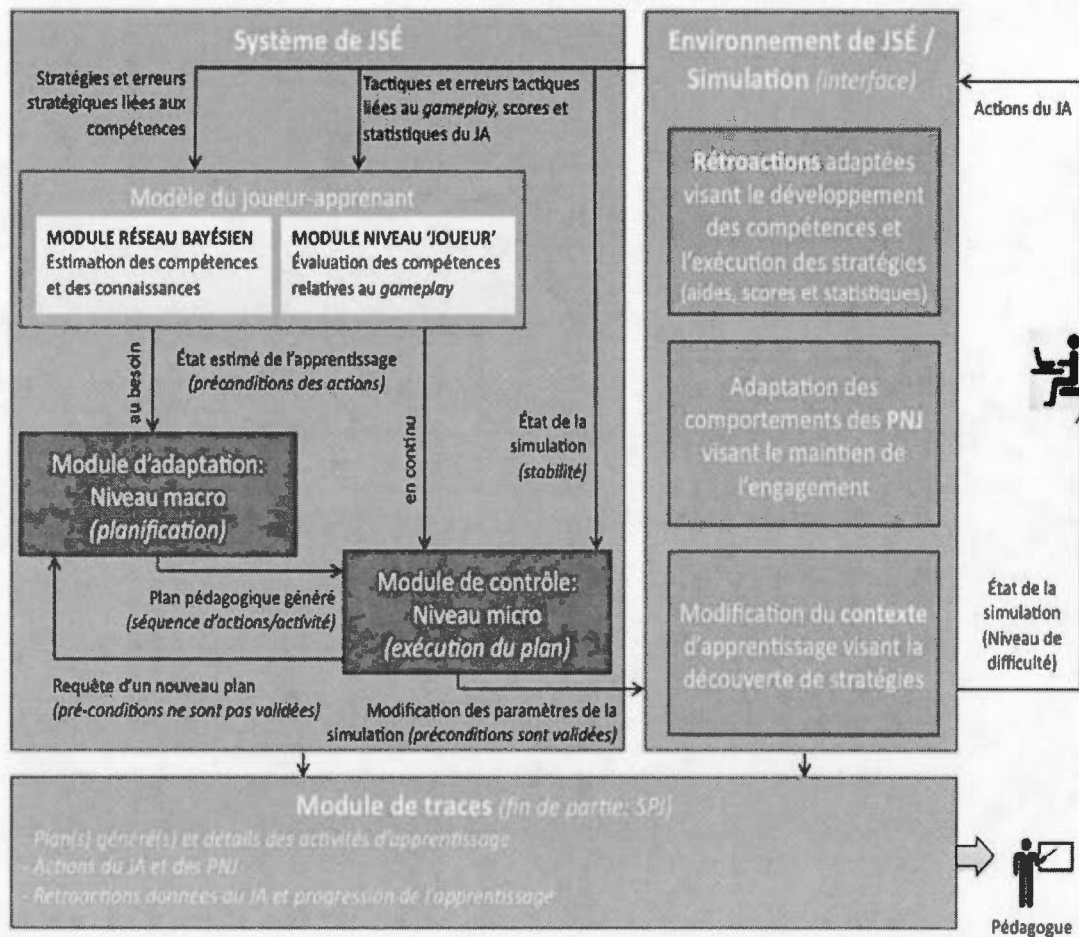 Système de JSÉ
Stratégies et erreurs
stratégiques liées aux
compétences
Tactiques et erreurs tactiques
liées au gameplay, scores et
statistiques du JA
Modèle du joueur-apprenant
MODULE RÉSEAU BAYÉSIEN
Estimation des compétences
et des connaissances
MODULE NIVEAU 'JOUEUR'
Évaluation des compétences
relatives au gameplay
au besoin
État estimé de l'apprentissage
(préconditions des actions)
en continu
État de la
simulation
(stabilité)
Module d'adaptation:
Niveau macro
(planification)
Plan pédagogique généré
(séquence d'actions/activité)
Module de contrôle:
Niveau micro
(exécution du plan)
Requête d'un nouveau plan
(pré-conditions ne sont pas validées)
Modification des paramètres de la
simulation (préconditions sont validées)
Environnement de JSÉ /
Simulation (interface)
Rétroactions adaptées
visant le développement
des compétences et
l'exécution des stratégies
(aides, scores et statistiques)
Adaptation des
comportements des PNJ
visant le maintien de
l'engagement
Modification du contexte
d'apprentissage visant la
découverte de stratégies
Actions du JA
État de la
simulation
(Niveau de
difficulté)
Module de traces (fin de partie: SPJ)
- Plan(s) généré(s) et détails des activités d'apprentissage
- Actions du JA et des PNJ
- Rétroactions données au JA et progression de l'apprentissage
Pédagogue